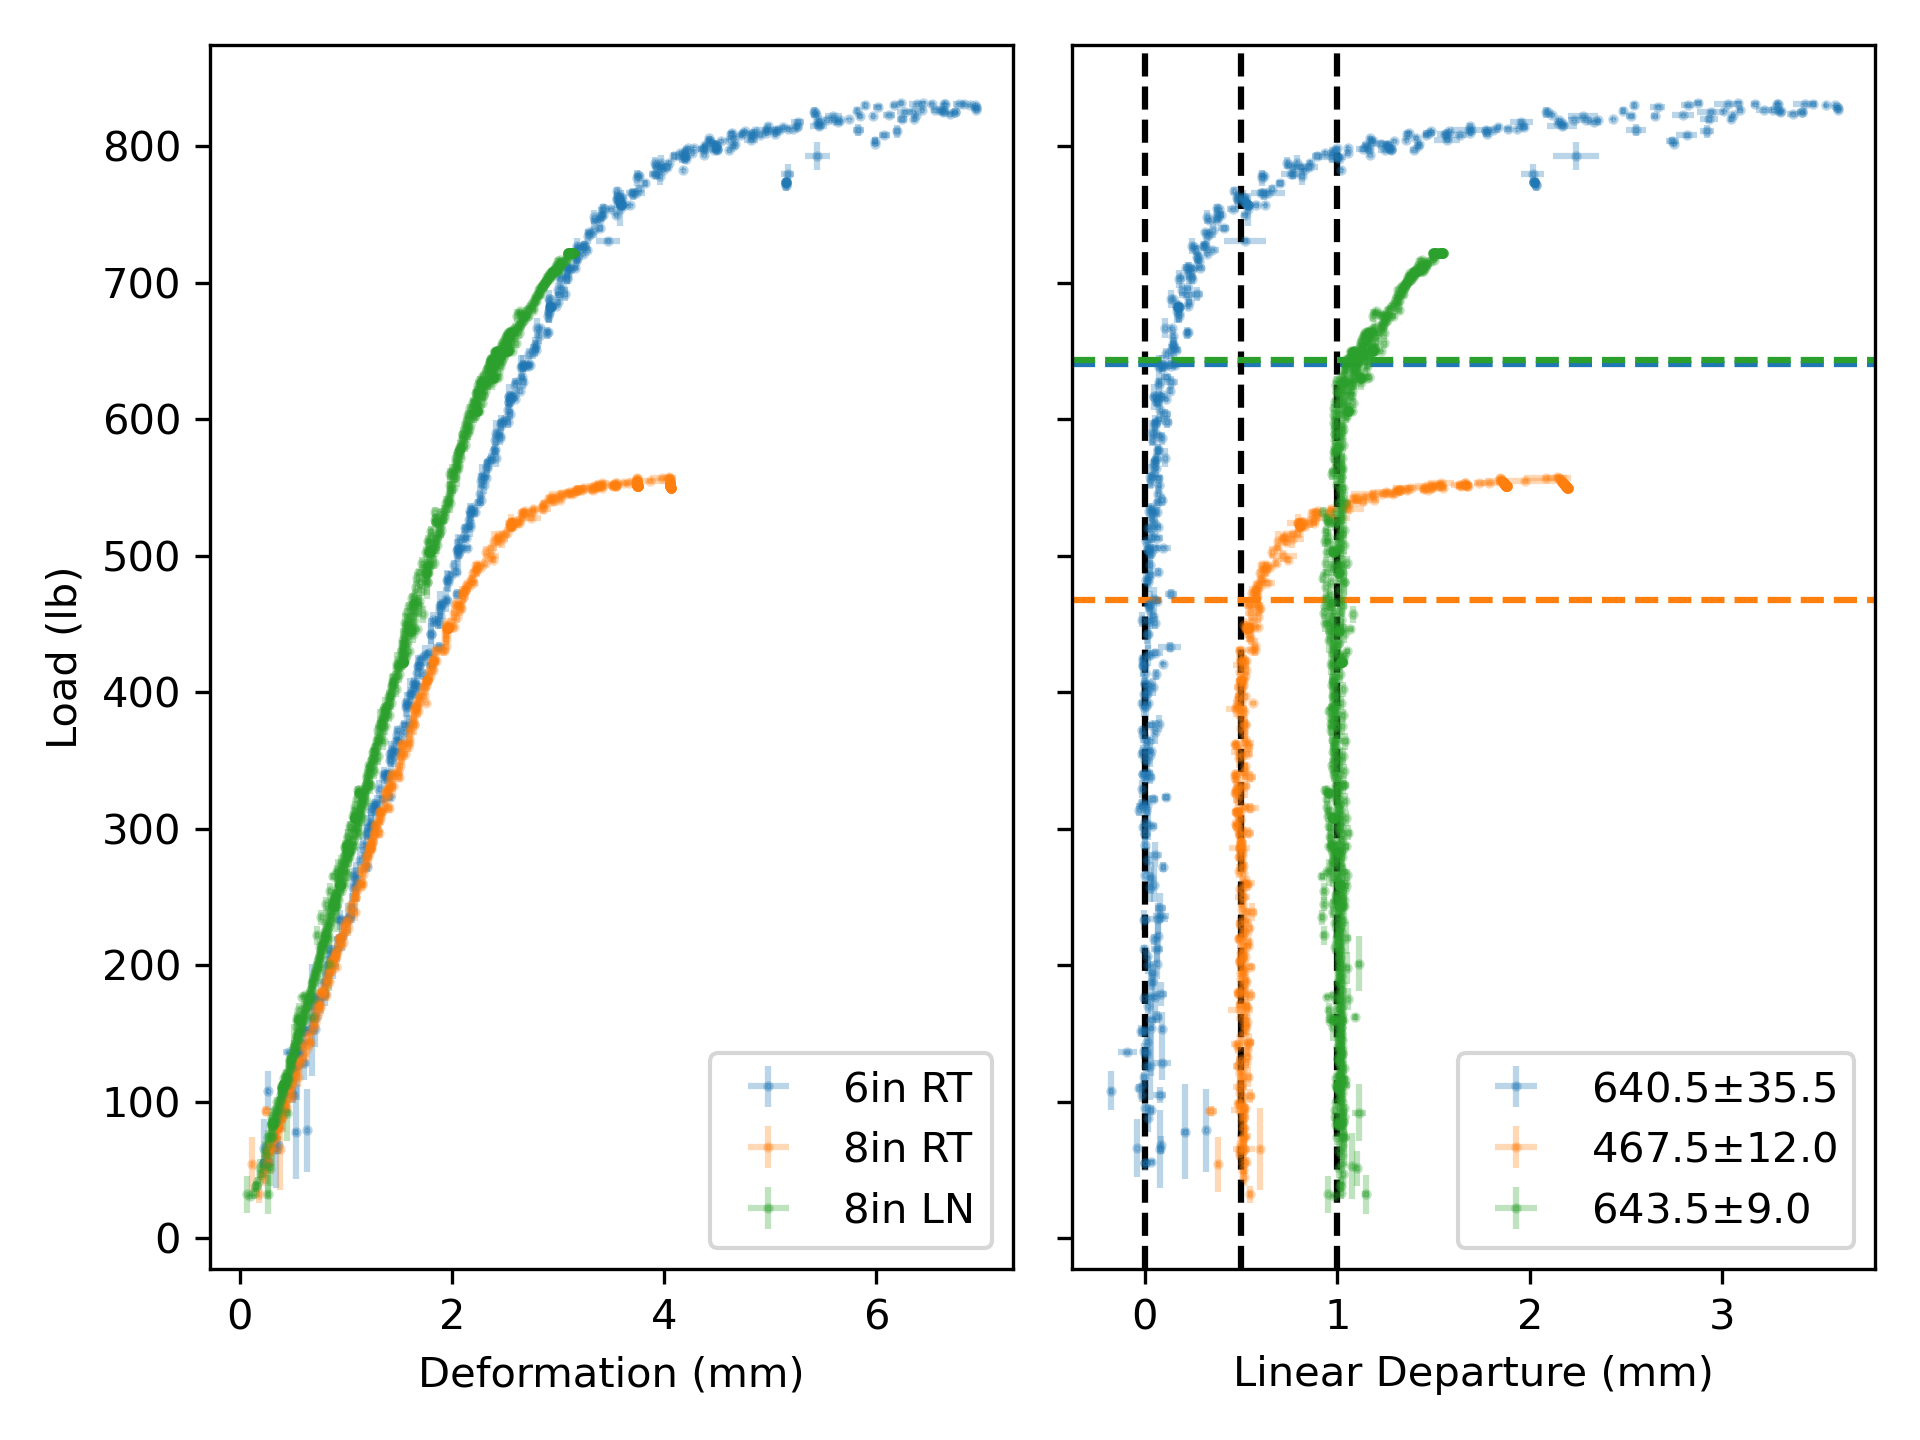 800
700
600
500
400
300
200
100
0
Load (lb)
0 2 4 6
Deformation (mm)
6in RT
8in RT
8in LN
0 1 2 3
Linear Departure (mm)
640.5±35.5
467.5±12.0
643.5±9.0